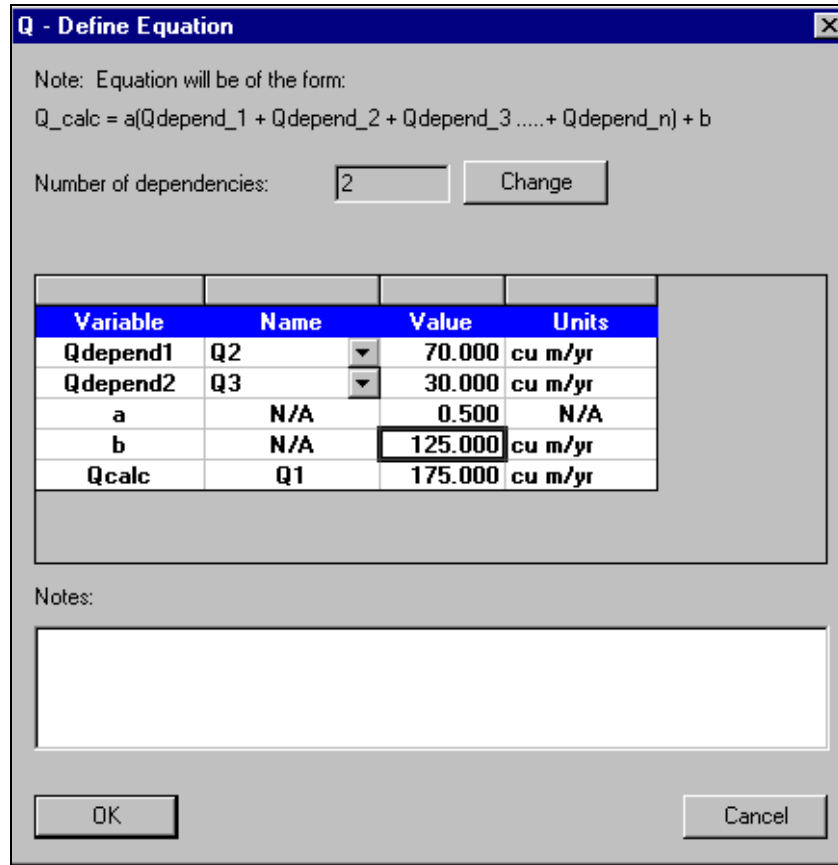 Q - Define Equation
Note: Equation will be of the form:
Q_calc = a(Qdepend_1 + Qdepend_2 + Qdepend_3 .....+ Qdepend_n) + b
Number of dependencies: 2 Change
Variable Name Value Units
Qdepend1 Q2 70.000 cu m/yr
Qdepend2 Q3 30.000 cu m/yr
a N/A 0.500 N/A
b N/A 125.000 cu m/yr
Qcalc Q1 175.000 cu m/yr
Notes:
OK Cancel